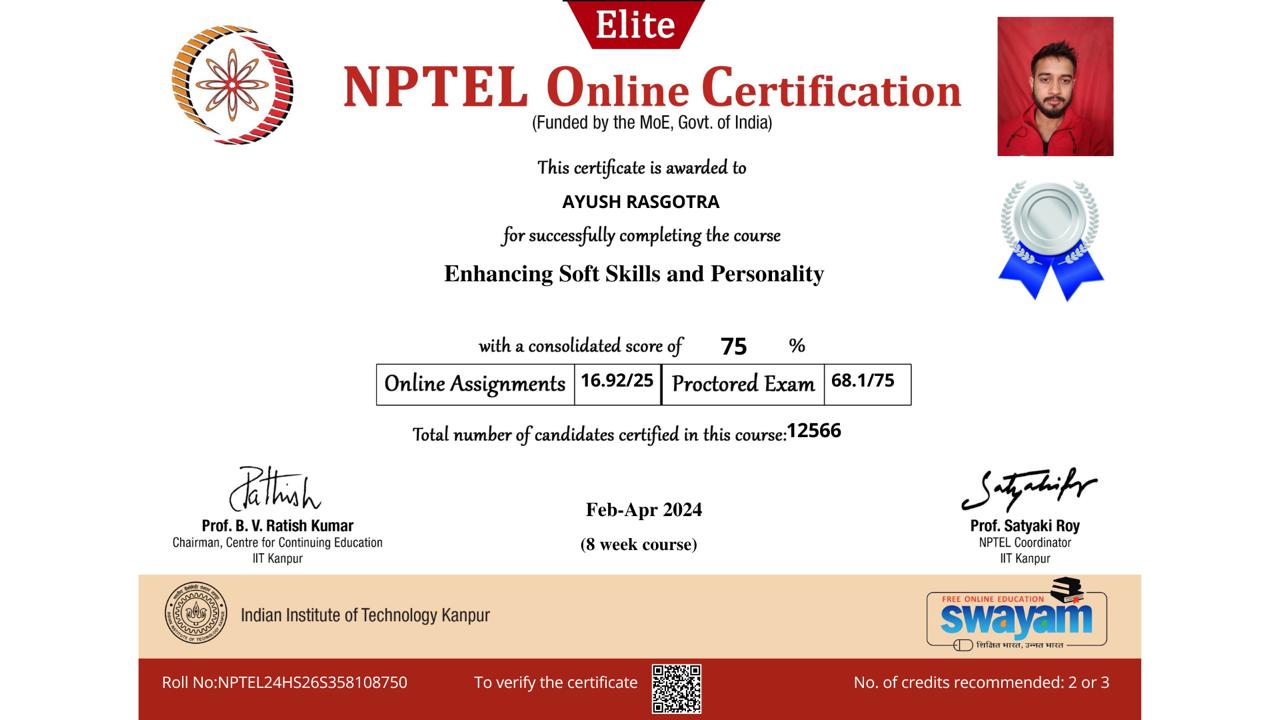 Elite
NPTEL Online Certification
(Funded by the MoE, Govt. of India)
This certificate is awarded to
AYUSH RASGOTRA
for successfully completing the course
Enhancing Soft Skills and Personality
with a consolidated score of 75 %
Online Assignments 16.92/25 Proctored Exam 68.1/75
Total number of candidates certified in this course:12566
Prof. B. V. Ratish Kumar
Chairman, Centre for Continuing Education
IIT Kanpur
Feb-Apr 2024
(8 week course)
Prof. Satyaki Roy
NPTEL Coordinator
IIT Kanpur
Indian Institute of Technology Kanpur
FREE ONLINE EDUCATION
swayam
शिक्षित भारत, उन्नत भारत
Roll No:NPTEL24HS26S358108750
To verify the certificate
No. of credits recommended: 2 or 3